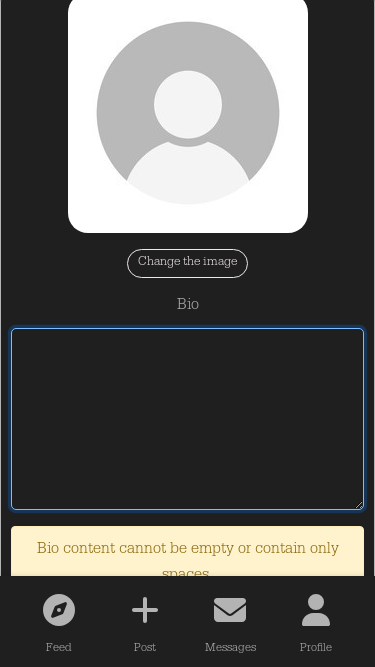 Change the image
Bio
Bio content cannot be empty or contain only
spaces
Feed
Post
Messages
Profile